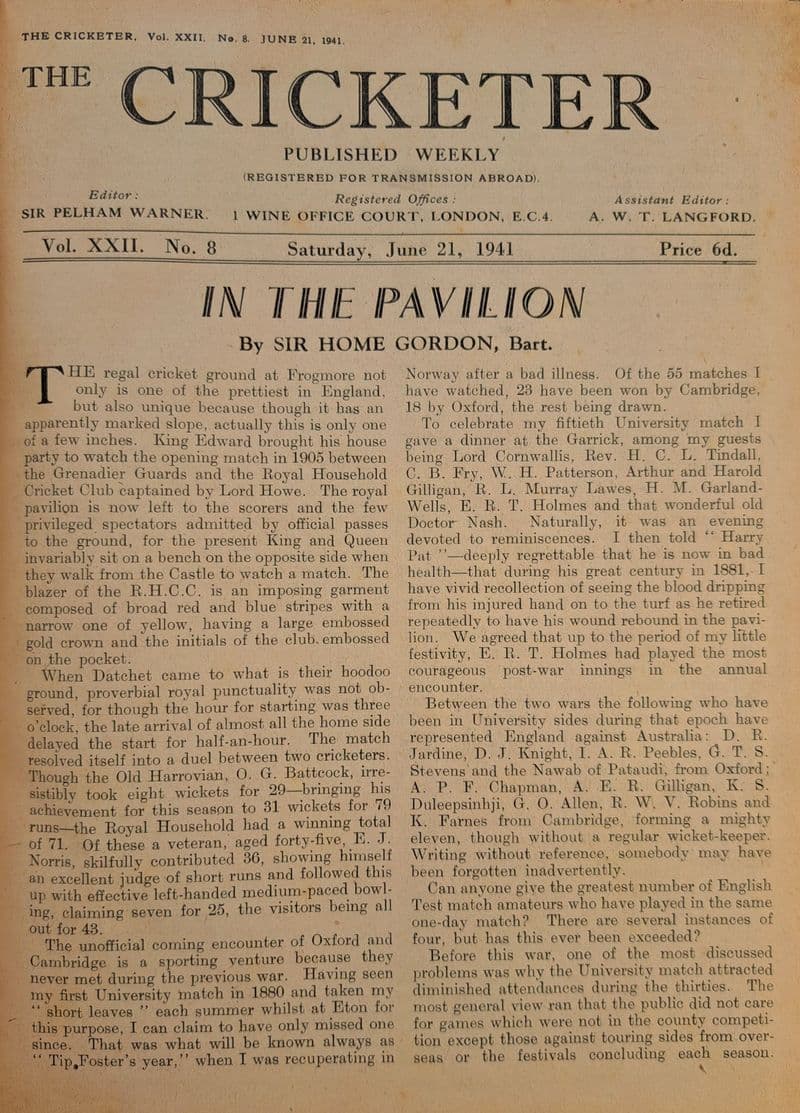 THE CRICKETER, Vol. XXII. No. 8. JUNE 21, 1941.
THE CRICKETER
PUBLISHED WEEKLY
(REGISTERED FOR TRANSMISSION ABROAD).
Editor :
SIR PELHAM WARNER.
Registered Offices :
1 WINE OFFICE COURT, LONDON, E.C.4.
Assistant Editor :
A. W. T. LANGFORD.
Vol. XXII. No. 8 Saturday, June 21, 1941 Price 6d.
IN THE PAVILION
By SIR HOME GORDON, Bart.
THE regal cricket ground at Frogmore not
only is one of the prettiest in England,
but also unique because though it has an
apparently marked slope, actually this is only one
of a few inches. King Edward brought his house
party to watch the opening match in 1905 between
the Grenadier Guards and the Royal Household
Cricket Club captained by Lord Howe. The royal
pavilion is now left to the scorers and the few
privileged spectators admitted by official passes
to the ground, for the present King and Queen
invariably sit on a bench on the opposite side when
they walk from the Castle to watch a match. The
blazer of the R.H.C.C. is an imposing garment
composed of broad red and blue stripes with a
narrow one of yellow, having a large embossed
gold crown and the initials of the club embossed
on the pocket.
When Datchet came to what is their hoodoo
ground, proverbial royal punctuality was not ob-
served, for though the hour for starting was three
o'clock, the late arrival of almost all the home side
delayed the start for half-an-hour. The match
resolved itself into a duel between two cricketers.
Though the Old Harrovian, O. G. Battcock, irre-
sistibly took eight wickets for 29—bringing his
achievement for this season to 31 wickets for 79
runs—the Royal Household had a winning total
of 71. Of these a veteran, aged forty-five, E. J.
Norris, skilfully contributed 36, showing himself
an excellent judge of short runs and followed this
up with effective left-handed medium-paced bowl-
ing, claiming seven for 25, the visitors being all
out for 43.
The unofficial coming encounter of Oxford and
Cambridge is a sporting venture because they
never met during the previous war. Having seen
my first University match in 1880 and taken my
" short leaves " each summer whilst at Eton for
this purpose, I can claim to have only missed one
since. That was what will be known always as
" Tip Foster's year," when I was recuperating in
Norway after a bad illness. Of the 55 matches I
have watched, 23 have been won by Cambridge,
18 by Oxford, the rest being drawn.
To celebrate my fiftieth University match I
gave a dinner at the Garrick, among my guests
being Lord Cornwallis, Rev. H. C. L. Tindall,
C. B. Fry, W. H. Patterson, Arthur and Harold
Gilligan, R. L. Murray Lawes, H. M. Garland-
Wells, E. R. T. Holmes and that wonderful old
Doctor Nash. Naturally, it was an evening
devoted to reminiscences. I then told " Harry
Pat "—deeply regrettable that he is now in bad
health—that during his great century in 1881, I
have vivid recollection of seeing the blood dripping
from his injured hand on to the turf as he retired
repeatedly to have his wound rebound in the pavi-
lion. We agreed that up to the period of my little
festivity, E. R. T. Holmes had played the most
courageous post-war innings in the annual
encounter.
Between the two wars the following who have
been in University sides during that epoch have
represented England against Australia: D. R.
Jardine, D. J. Knight, I. A. R. Peebles, G. T. S.
Stevens and the Nawab of Pataudi, from Oxford;
A. P. F. Chapman, A. E. R. Gilligan, K. S.
Duleepsinhji, G. O. Allen, R. W. V. Robins and
K. Farnes from Cambridge, forming a mighty
eleven, though without a regular wicket-keeper.
Writing without reference, somebody may have
been forgotten inadvertently.
Can anyone give the greatest number of English
Test match amateurs who have played in the same
one-day match? There are several instances of
four, but has this ever been exceeded?
Before this war, one of the most discussed
problems was why the University match attracted
diminished attendances during the thirties. The
most general view ran that the public did not care
for games which were not in the county competi-
tion except those against touring sides from over-
seas or the festivals concluding each season.